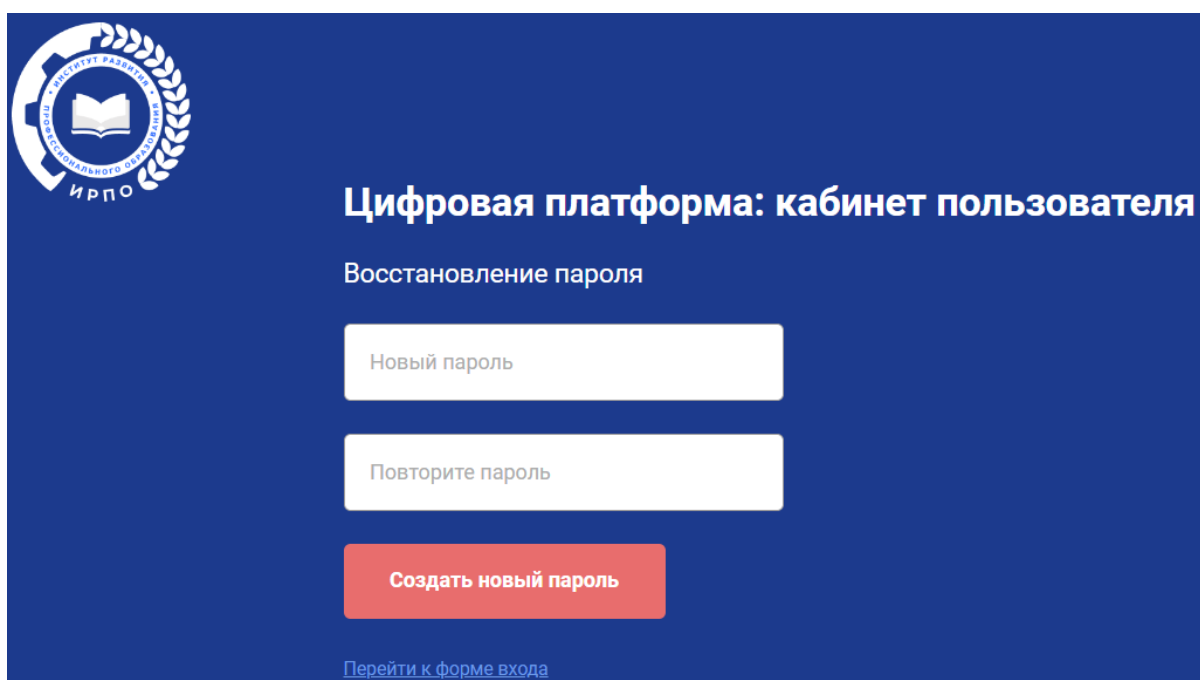 ИНСТИТУТ РАЗВИТИЯ
ПРОФЕССИОНАЛЬНОГО ОБРАЗОВАНИЯ
ИРПО
Цифровая платформа: кабинет пользователя
Восстановление пароля
Новый пароль
Повторите пароль
Создать новый пароль
Перейти к форме входа